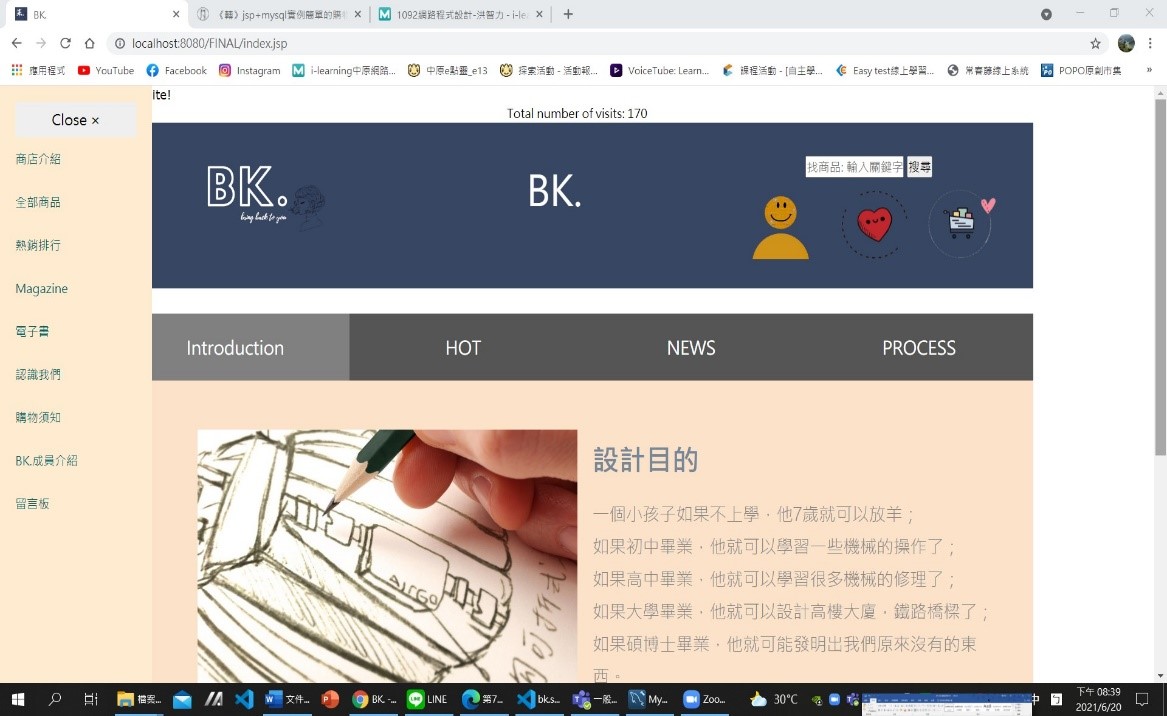 BK.
《轉》jsp+mysql實例簡單的購
1092網路程式設計-洪智力 - i-lea
localhost:8080/FINAL/index.jsp
應用程式
YouTube
Facebook
Instagram
i-learning中原網路...
中原e點靈_e13
探索活動 - 活動報...
VoiceTube: Learn...
課程活動 - [自主學...
Easy test線上學習...
常春藤線上系統
POPO原創市集
»
ite!
Total number of visits: 170
Close ×
商店介紹
全部商品
熱銷排行
Magazine
電子書
認識我們
購物須知
BK.成員介紹
留言板
BK.
bring back to you
BK.
找商品: 輸入關鍵字 搜尋
Introduction
HOT
NEWS
PROCESS
設計目的
一個小孩子如果不上學，他7歲就可以放羊；
如果初中畢業，他就可以學習一些機械的操作了；
如果高中畢業，他就可以學習很多機械的修理了；
如果大學畢業，他就可以設計高樓大廈，鐵路橋樑了；
如果碩博士畢業，他就可能發明出我們原來沒有的東
西。
檔案...
文件...
BK. -...
LINE
第7...
bk.s...
一般...
My...
Zoo...
30°C
中
下午 08:39
2021/6/20